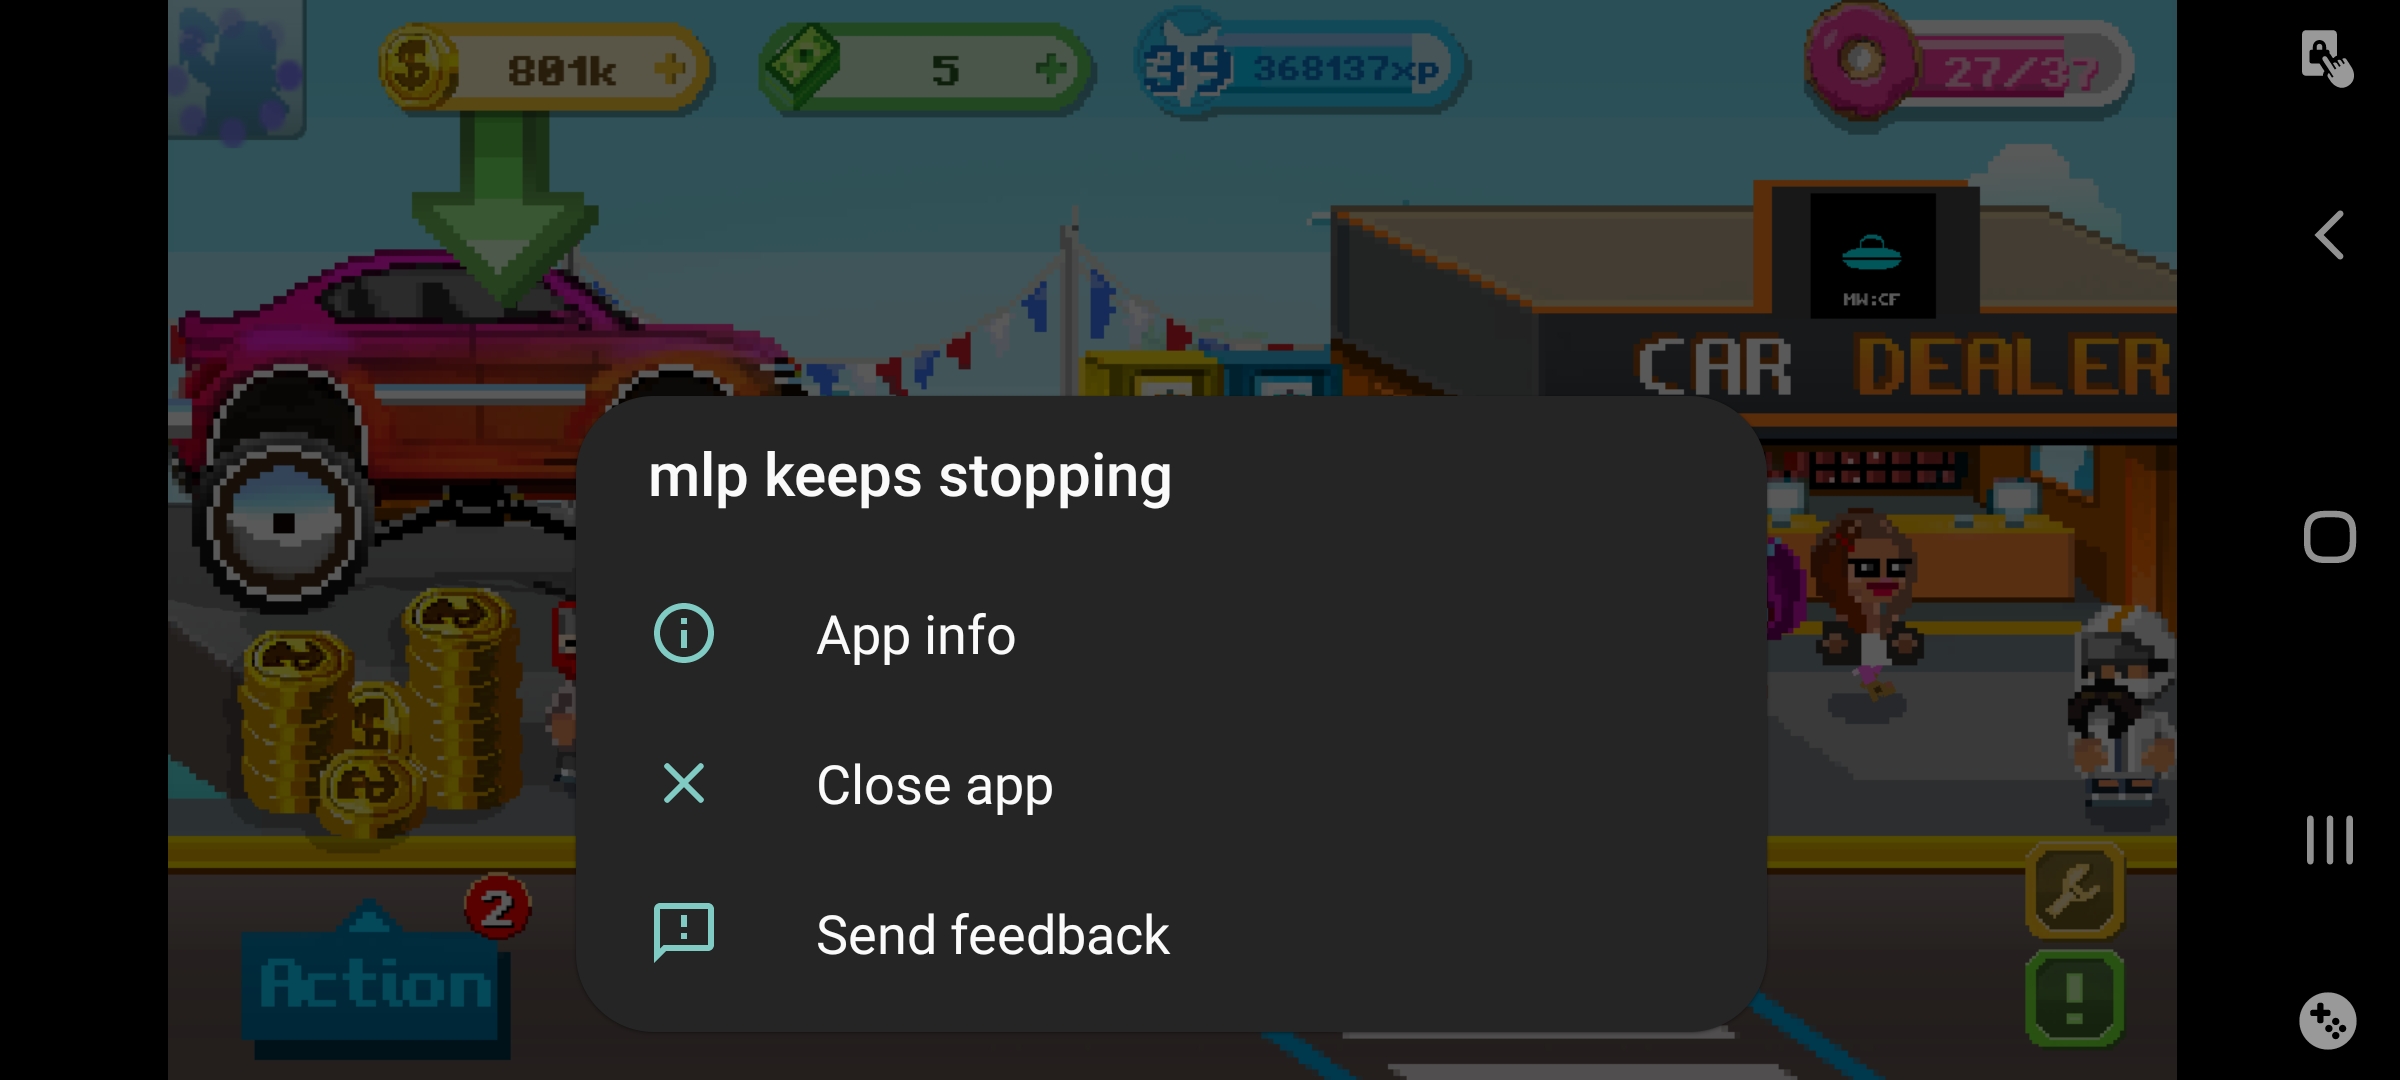 801k
5
39 368137xp
27/37
MW:CF
CAR DEALER
mlp keeps stopping
App info
Close app
Send feedback
2
Action